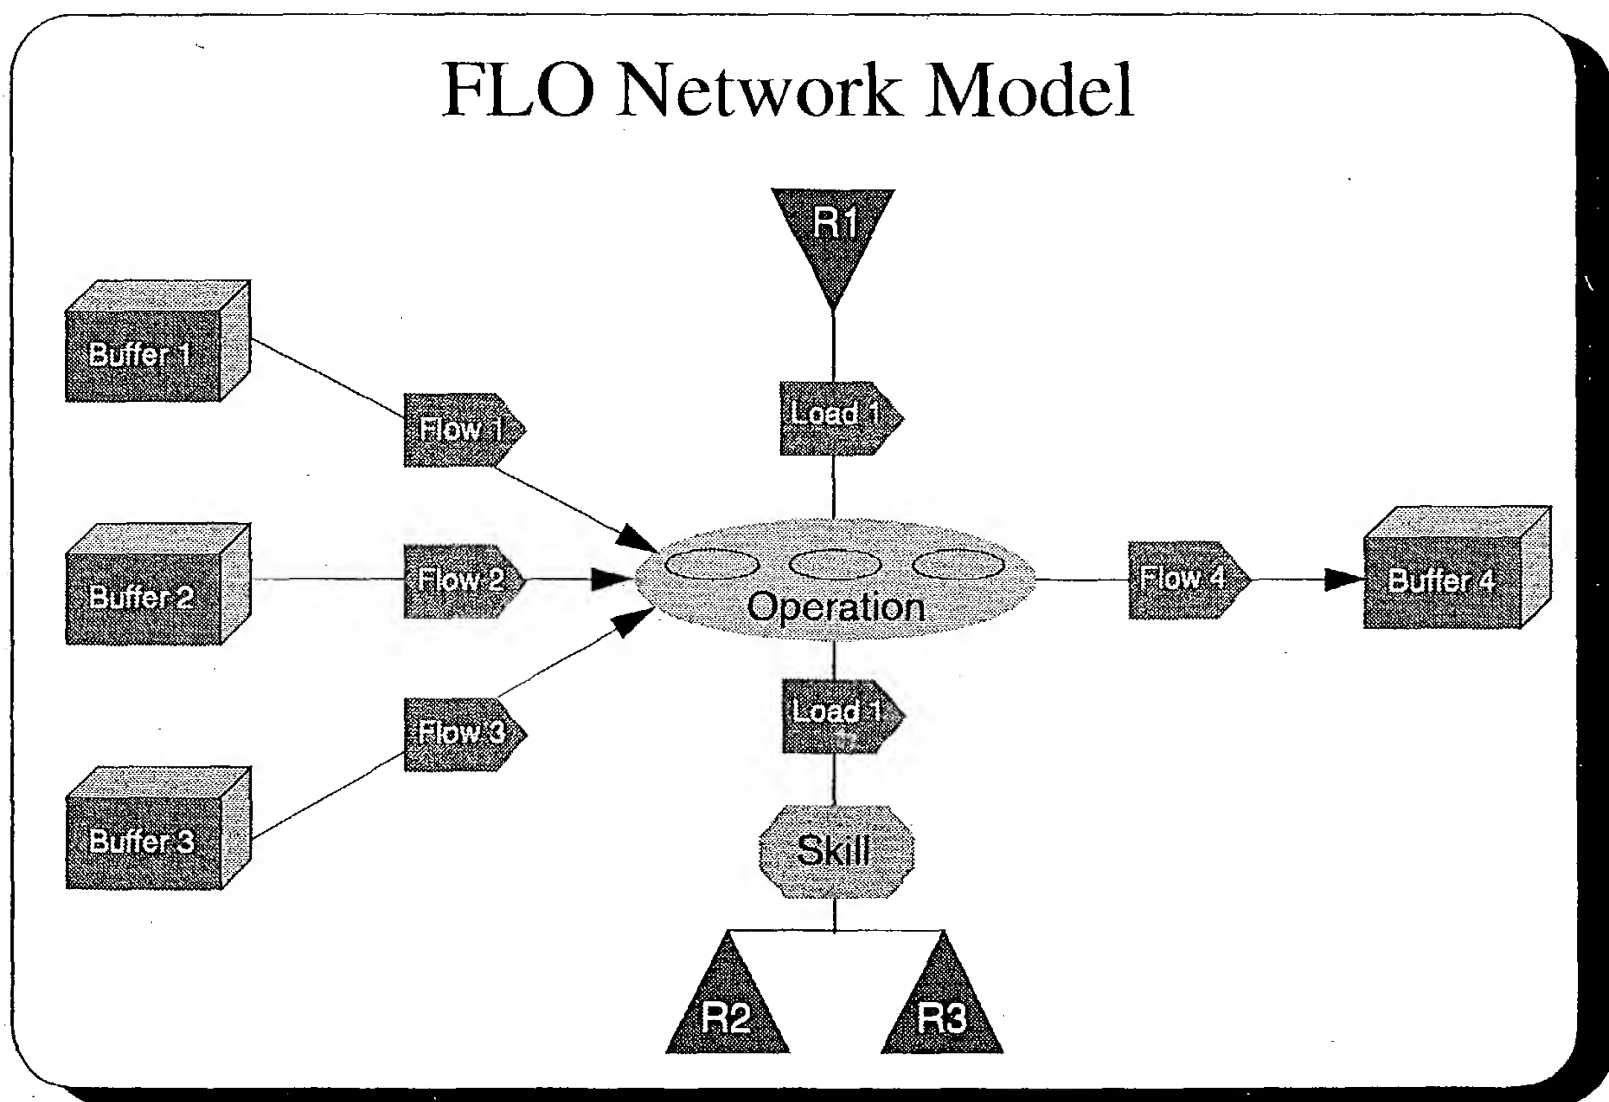 FLO Network Model
R1
Buffer 1
Flow 1
Load 1
Buffer 2
Flow 2
Operation
Flow 4
Buffer 4
Flow 3
Load 1
Buffer 3
Skill
R2
R3